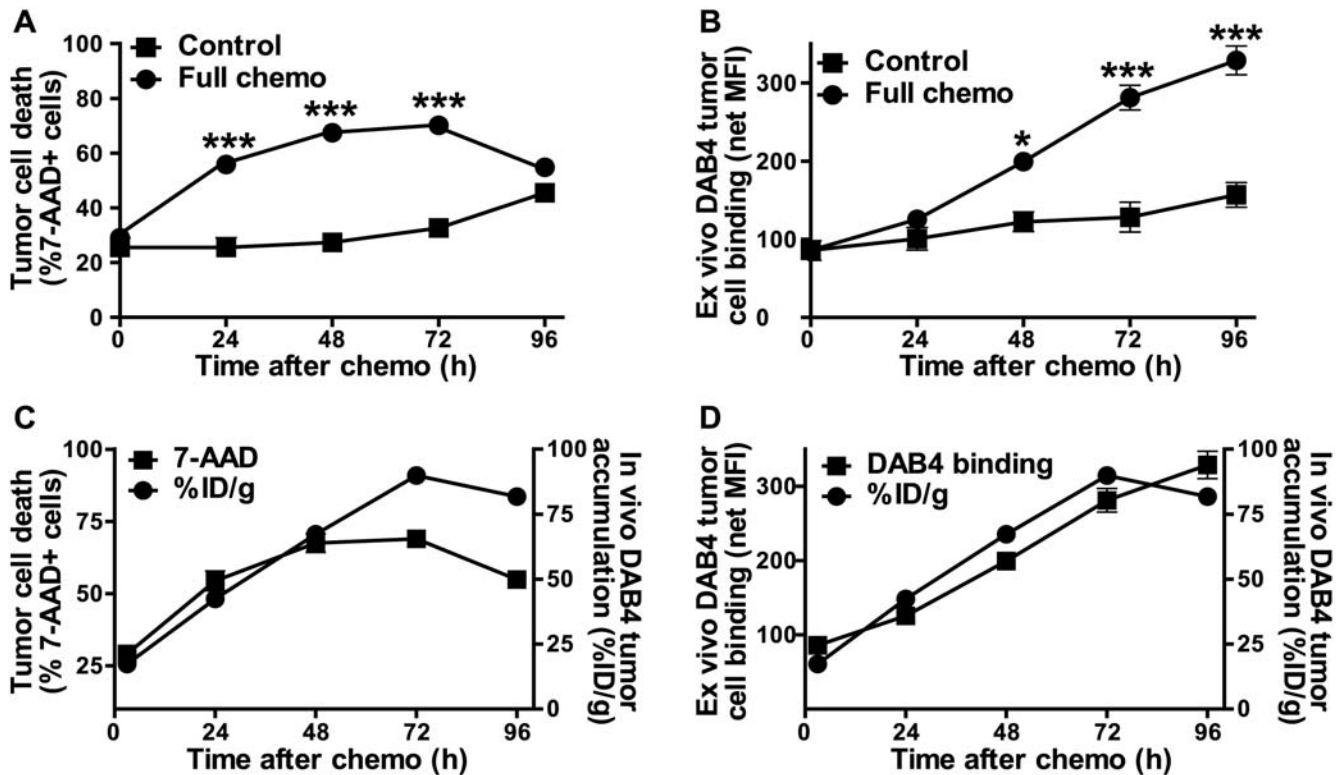 A
Tumor cell death
(%7-AAD+ cells)
100
80
60
40
20
0
Control
Full chemo
***
***
***
0
24
48
72
96
Time after chemo (h)
B
Ex vivo DAB4 tumor
cell binding (net MFI)
300
200
100
0
Control
Full chemo
*
***
***
0
24
48
72
96
Time after chemo (h)
C
Tumor cell death
(% 7-AAD+ cells)
100
75
50
25
7-AAD
%ID/g
100
75
50
25
0
In vivo DAB4 tumor
accumulation (%ID/g)
0
24
48
72
96
Time after chemo (h)
D
Ex vivo DAB4 tumor
cell binding (net MFI)
300
200
100
DAB4 binding
%ID/g
100
75
50
25
0
In vivo DAB4 tumor
accumulation (%ID/g)
0
24
48
72
96
Time after chemo (h)